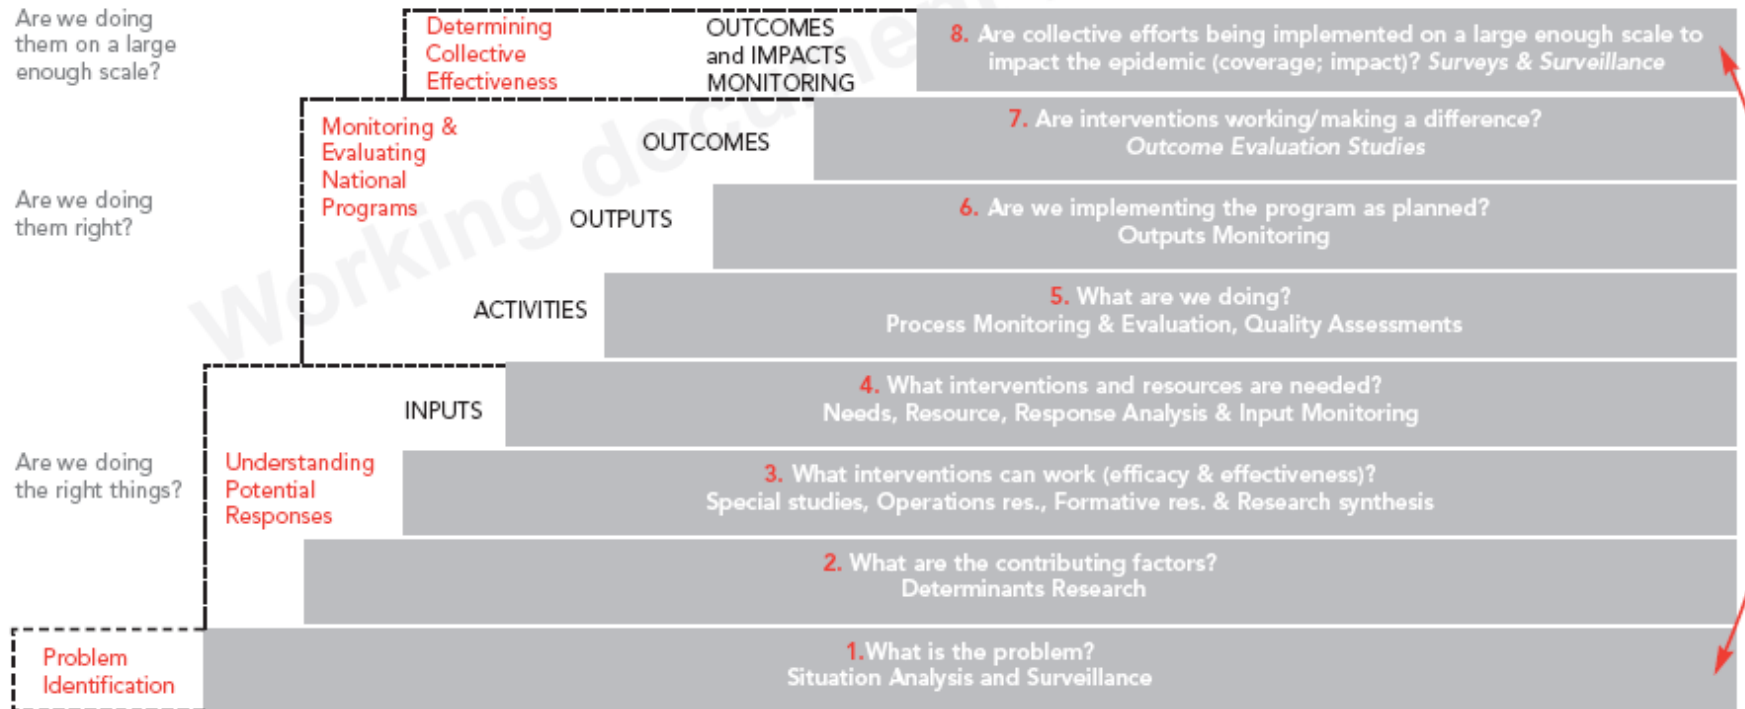 Are we doing
them on a large
enough scale?
Determining
Collective
Effectiveness
OUTCOMES
and IMPACTS
MONITORING
8. Are collective efforts being implemented on a large enough scale to
impact the epidemic (coverage; impact)? Surveys & Surveillance
Monitoring &
Evaluating
National
Programs
OUTCOMES
7. Are interventions working/making a difference?
Outcome Evaluation Studies
Are we doing
them right?
OUTPUTS
6. Are we implementing the program as planned?
Outputs Monitoring
ACTIVITIES
5. What are we doing?
Process Monitoring & Evaluation, Quality Assessments
INPUTS
4. What interventions and resources are needed?
Needs, Resource, Response Analysis & Input Monitoring
Are we doing
the right things?
Understanding
Potential
Responses
3. What interventions can work (efficacy & effectiveness)?
Special studies, Operations res., Formative res. & Research synthesis
2. What are the contributing factors?
Determinants Research
Problem
Identification
1.What is the problem?
Situation Analysis and Surveillance
Working documen